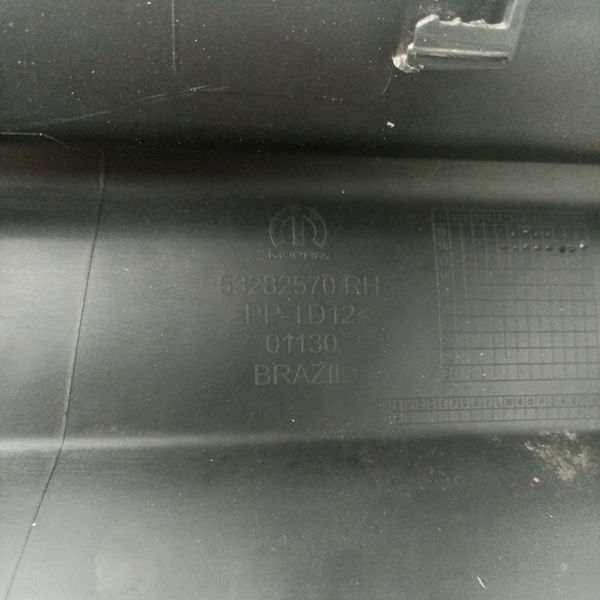 MOPAR
53282570 RH
>PP-TD12<
01130
BRAZIL